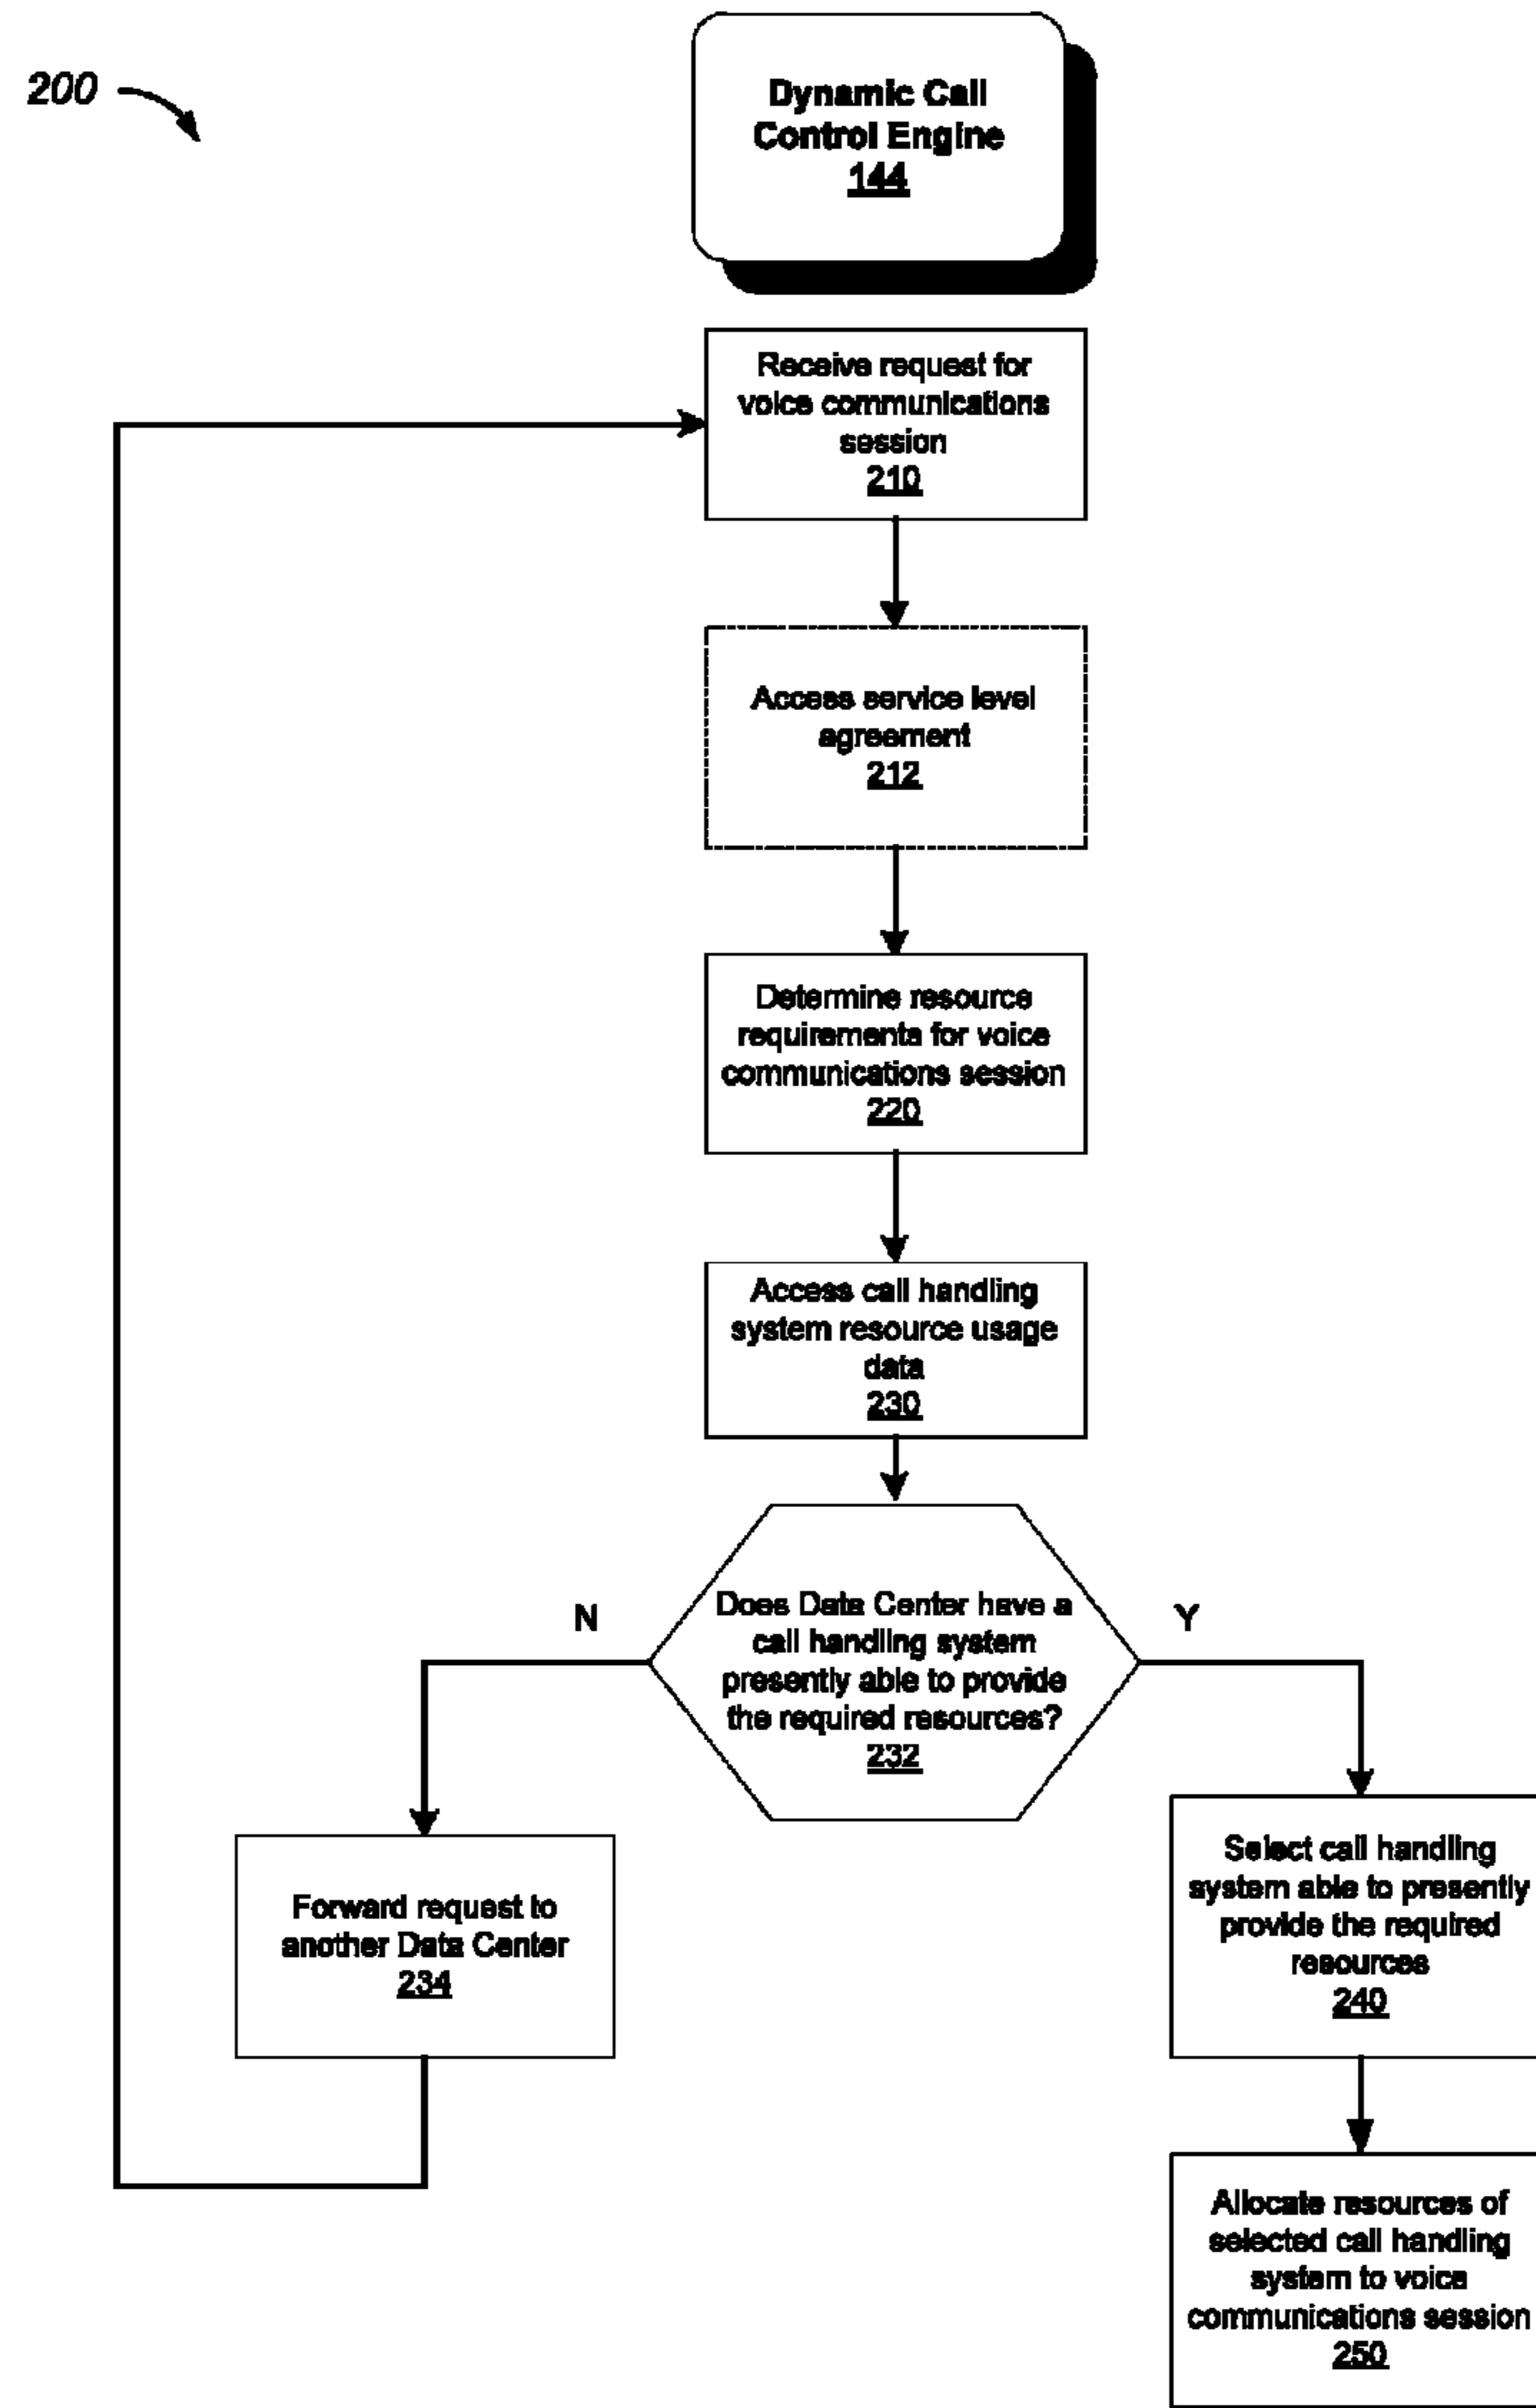 200
Dynamic Call
Control Engine
144
Receive request for
voice communications
session
210
Access service level
agreement
212
Determine resource
requirements for voice
communications session
220
Access call handling
system resource usage
data
230
Does Data Center have a
call handling system
presently able to provide
the required resources?
232
N
Y
Forward request to
another Data Center
234
Select call handling
system able to presently
provide the required
resources
240
Allocate resources of
selected call handling
system to voice
communications session
250